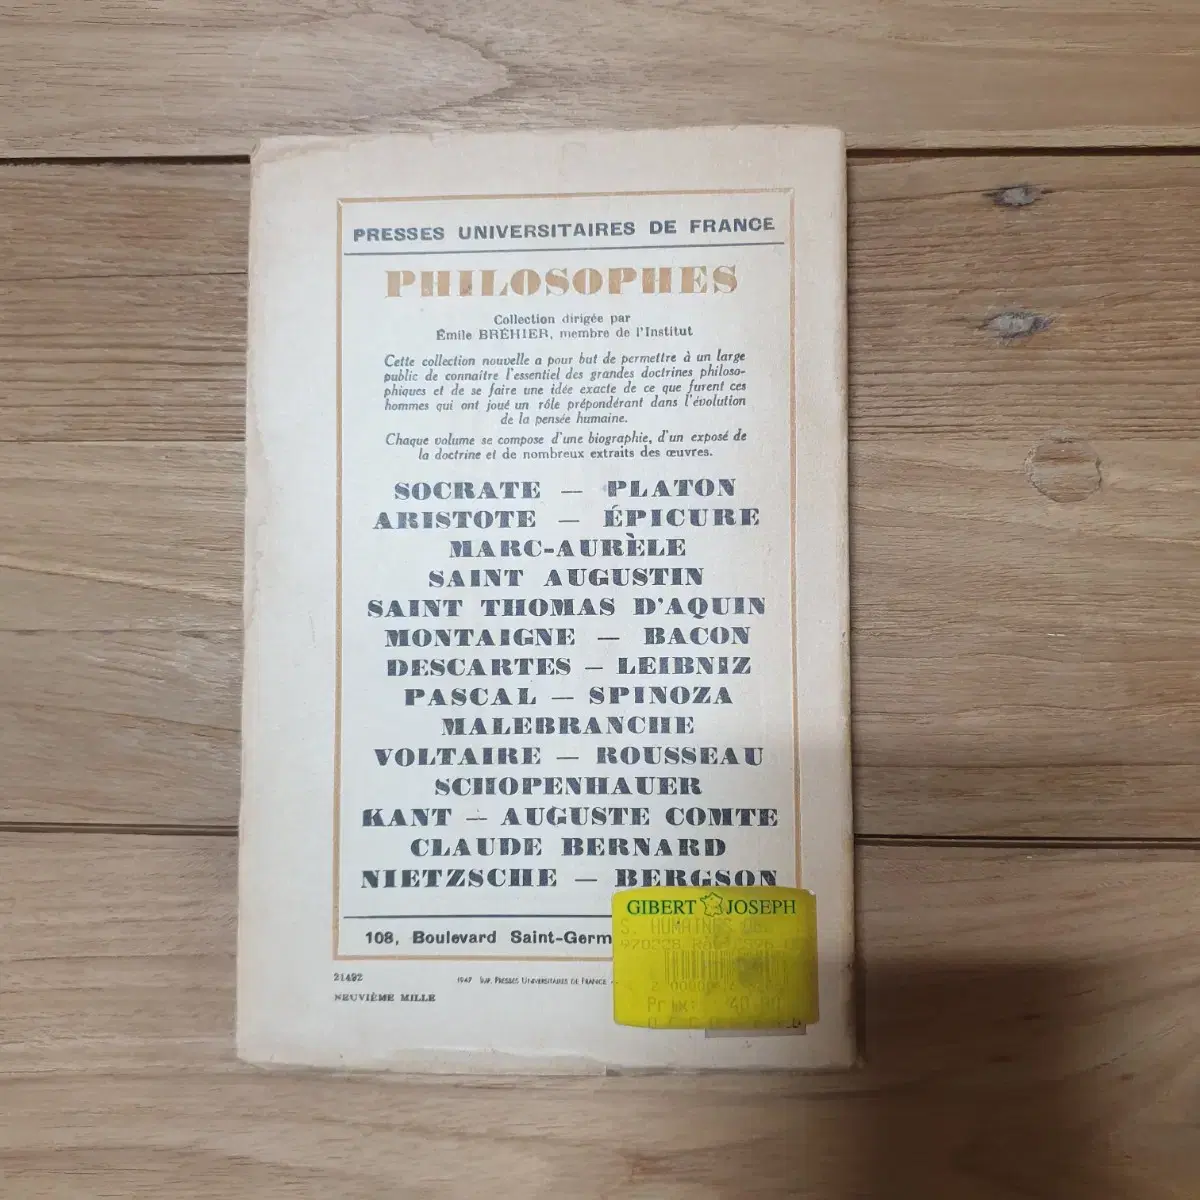 PRESSES UNIVERSITAIRES DE FRANCE
PHILOSOPHES
Collection dirigée par
Émile BRÉHIER, membre de l'Institut
Cette collection nouvelle a pour but de permettre à un large
public de connaître l'essentiel des grandes doctrines philoso-
phiques et de se faire une idée exacte de ce que furent ces
hommes qui ont joué un rôle prépondérant dans l'évolution
de la pensée humaine.
Chaque volume se compose d'une biographie, d'un exposé de
la doctrine et de nombreux extraits des œuvres.
SOCRATE — PLATON
ARISTOTE — ÉPICURE
MARC-AURÈLE
SAINT AUGUSTIN
SAINT THOMAS D'AQUIN
MONTAIGNE — BACON
DESCARTES — LEIBNIZ
PASCAL — SPINOZA
MALEBRANCHE
VOLTAIRE — ROUSSEAU
SCHOPENHAUER
KANT — AUGUSTE COMTE
CLAUDE BERNARD
NIETZSCHE — BERGSON
108, Boulevard Saint-Germ
GIBERT JOSEPH
S. HUMAINES
970228
Prix: 40.00
21492
1947 IMP. PRESSES UNIVERSITAIRES DE FRANCE
NEUVIÈME MILLE